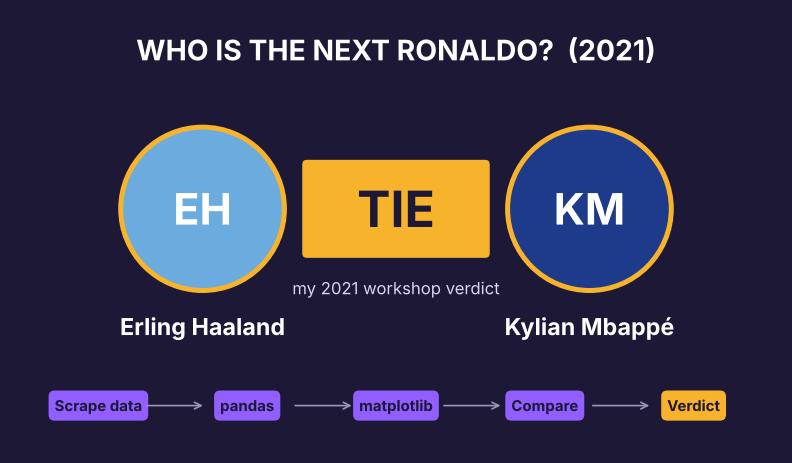 WHO IS THE NEXT RONALDO? (2021)
EH
TIE
KM
my 2021 workshop verdict
Erling Haaland
Kylian Mbappé
Scrape data
pandas
matplotlib
Compare
Verdict